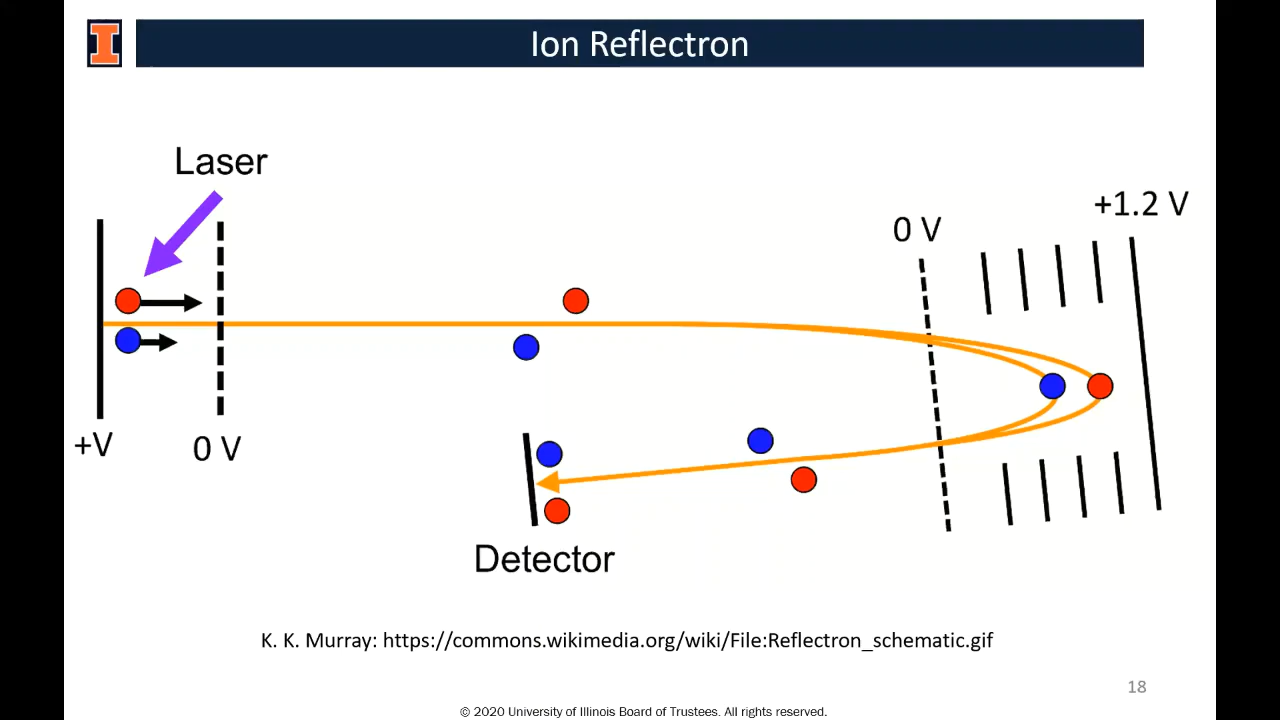 I
Ion Reflectron
Laser
+1.2 V
0 V
+V
0 V
Detector
K. K. Murray: https://commons.wikimedia.org/wiki/File:Reflectron_schematic.gif
18
© 2020 University of Illinois Board of Trustees. All rights reserved.